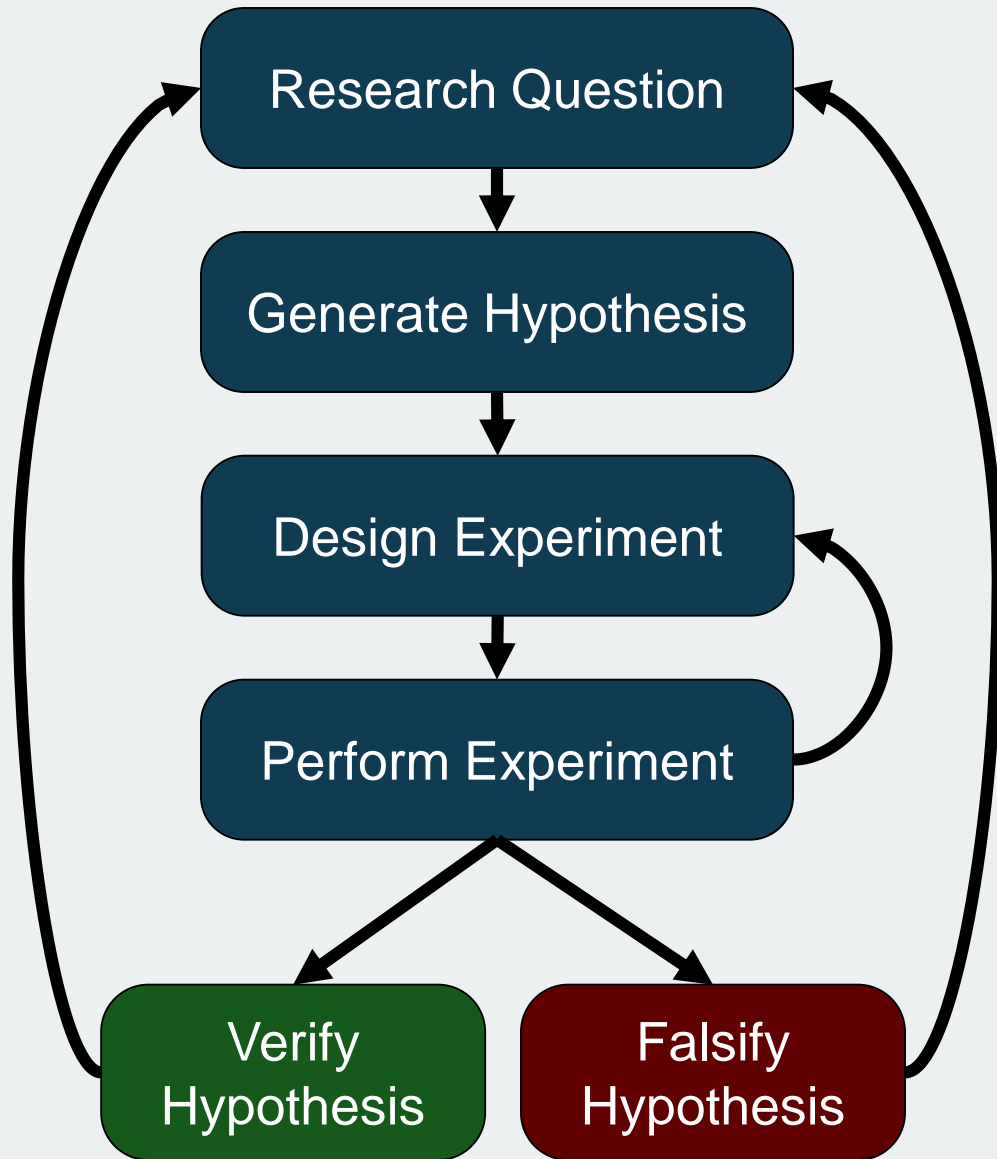 Research Question
Generate Hypothesis
Design Experiment
Perform Experiment
Verify
Hypothesis
Falsify
Hypothesis